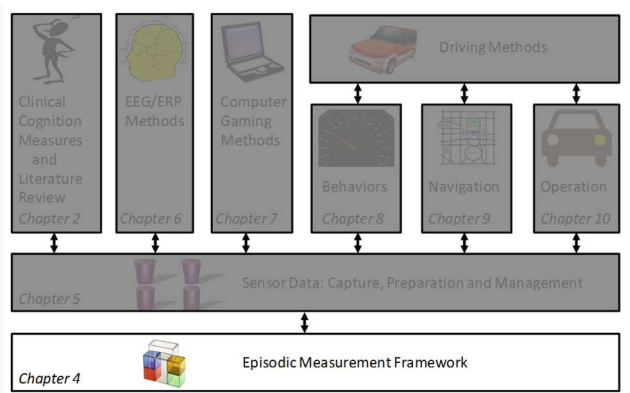 Driving Methods
Clinical
Cognition
Measures
and
Literature
Review
Chapter 2
EEG/ERP
Methods
Chapter 6
Computer
Gaming
Methods
Chapter 7
Behaviors
Chapter 8
Navigation
Chapter 9
Operation
Chapter 10
Sensor Data: Capture, Preparation and Management
Chapter 5
Episodic Measurement Framework
Chapter 4